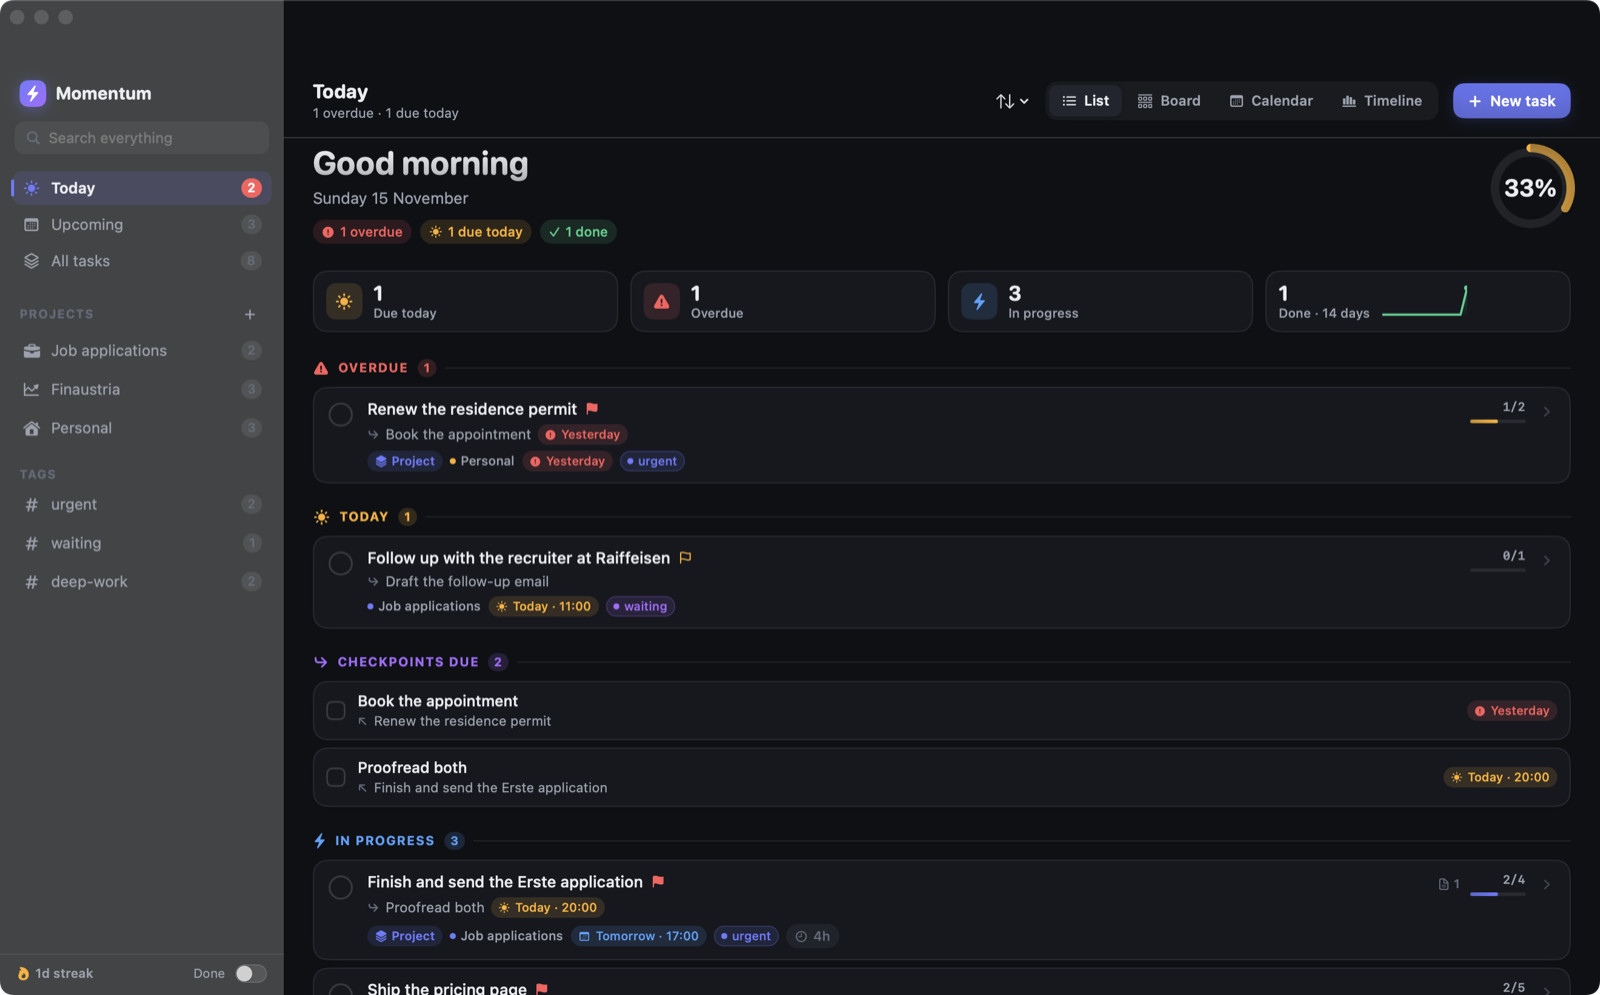 Momentum
Search everything
Today 2
Upcoming 3
All tasks 8
PROJECTS +
Job applications 2
Finaustria 3
Personal 3
TAGS
# urgent 2
# waiting 1
# deep-work 2
1d streak Done
Today
1 overdue · 1 due today
List Board Calendar Timeline + New task
Good morning
Sunday 15 November
1 overdue 1 due today ✓ 1 done
33%
1 Due today
1 Overdue
3 In progress
1 Done · 14 days
OVERDUE 1
Renew the residence permit 1/2
Book the appointment Yesterday
Project Personal Yesterday urgent
TODAY 1
Follow up with the recruiter at Raiffeisen 0/1
Draft the follow-up email
Job applications Today · 11:00 waiting
CHECKPOINTS DUE 2
Book the appointment
Renew the residence permit Yesterday
Proofread both
Finish and send the Erste application Today · 20:00
IN PROGRESS 3
Finish and send the Erste application 1 2/4
Proofread both Today · 20:00
Project Job applications Tomorrow · 17:00 urgent 4h
Ship the pricing page 2/5